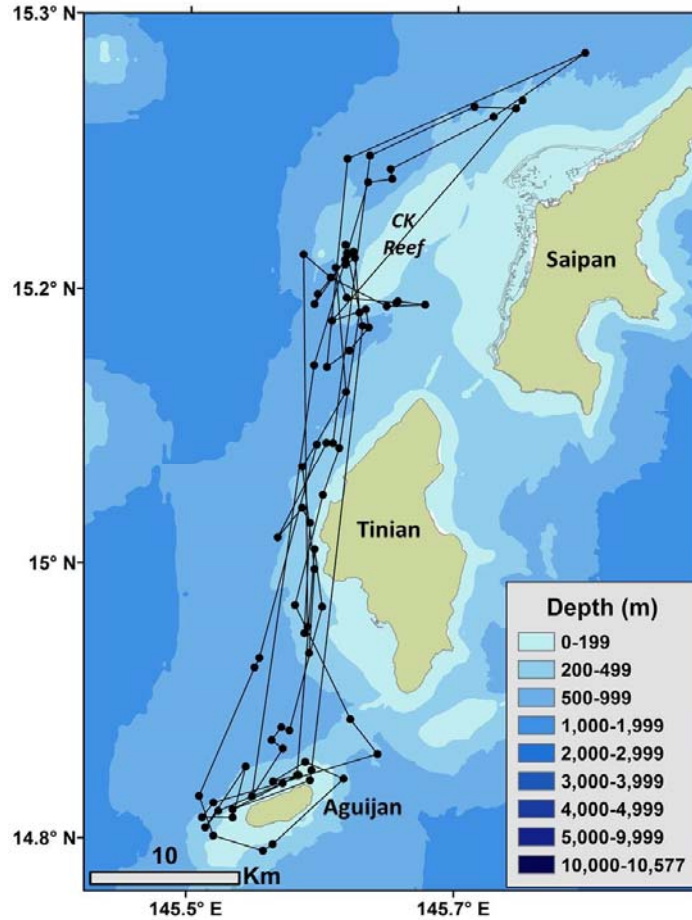 15.3° N
CK
Reef
Saipan
15.2° N
Tinian
15° N
Depth (m)
0-199
200-499
500-999
1,000-1,999
2,000-2,999
3,000-3,999
4,000-4,999
5,000-9,999
10,000-10,577
Aguijan
14.8° N
10
Km
145.5° E
145.7° E